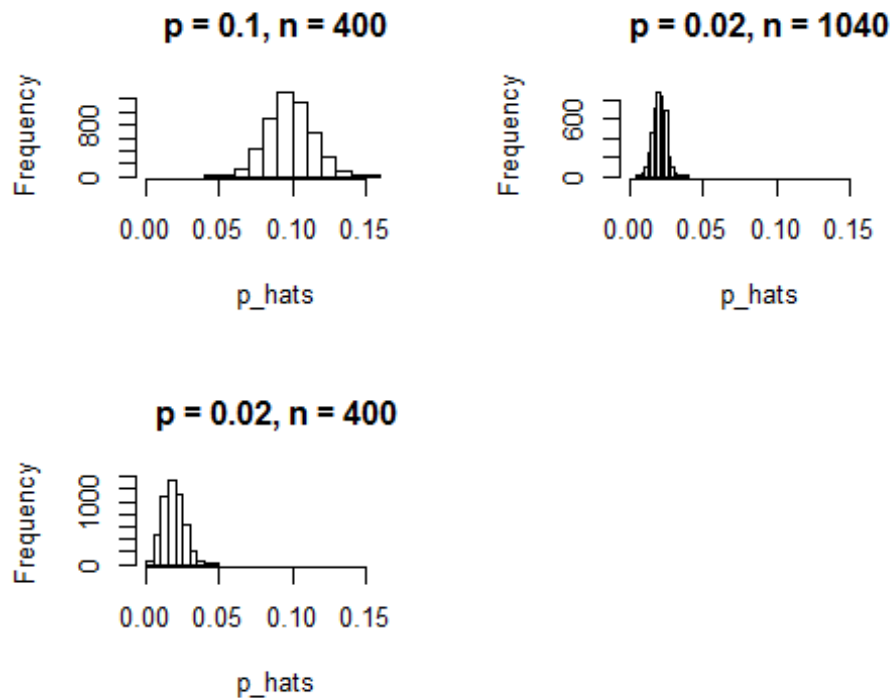 p = 0.1, n = 400
Frequency
0 800
0.00 0.05 0.10 0.15
p_hats
p = 0.02, n = 1040
Frequency
0 600
0.00 0.05 0.10 0.15
p_hats
p = 0.02, n = 400
Frequency
0 1000
0.00 0.05 0.10 0.15
p_hats